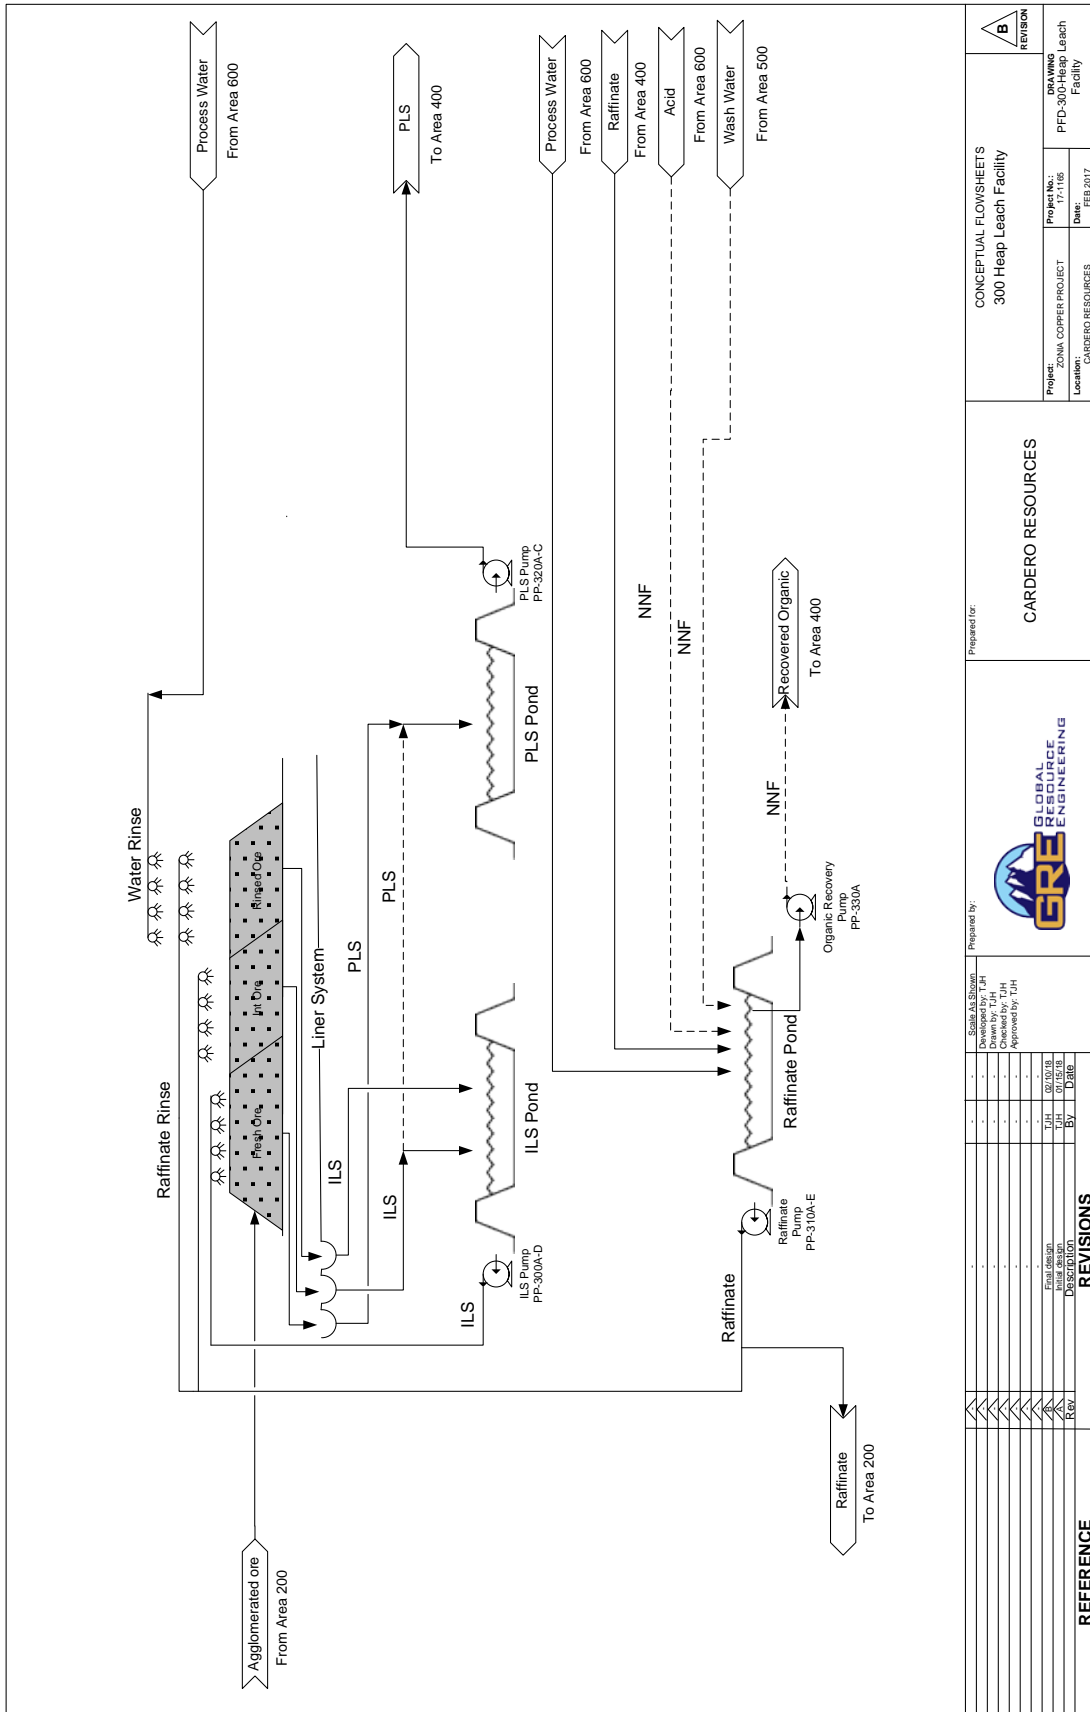 Process Water
From Area 600
PLS
To Area 400
Process Water
From Area 600
Raffinate
From Area 400
Acid
From Area 600
Wash Water
From Area 500
Water Rinse
Raffinate Rinse
Fresh Ore
Int Ore
Rinsed Ore
Liner System
Agglomerated ore
From Area 200
PLS
PLS
ILS
ILS
ILS
ILS Pump
PP-300A-D
ILS Pond
PLS Pond
PLS Pump
PP-320A-C
NNF
NNF
NNF
Recovered Organic
To Area 400
Organic Recovery
Pump
PP-330A
Raffinate Pond
Raffinate
Pump
PP-310A-E
Raffinate
Raffinate
To Area 200
REFERENCE
REVISIONS
Rev
Description
By
Date
A
Initial design
TJH
01/15/18
B
Final design
TJH
02/10/18
Scale As Shown
Developed by: TJH
Drawn by: TJH
Checked by: TJH
Approved by: TJH
Prepared by:
GRE
GLOBAL
RESOURCE
ENGINEERING
Prepared for:
CARDERO RESOURCES
CONCEPTUAL FLOWSHEETS
300 Heap Leach Facility
B
REVISION
Project:
ZONIA COPPER PROJECT
Project No.:
17-1165
DRAWING
PFD-300-Heap Leach
Facility
Location:
CARDERO RESOURCES
Date:
FEB 2017